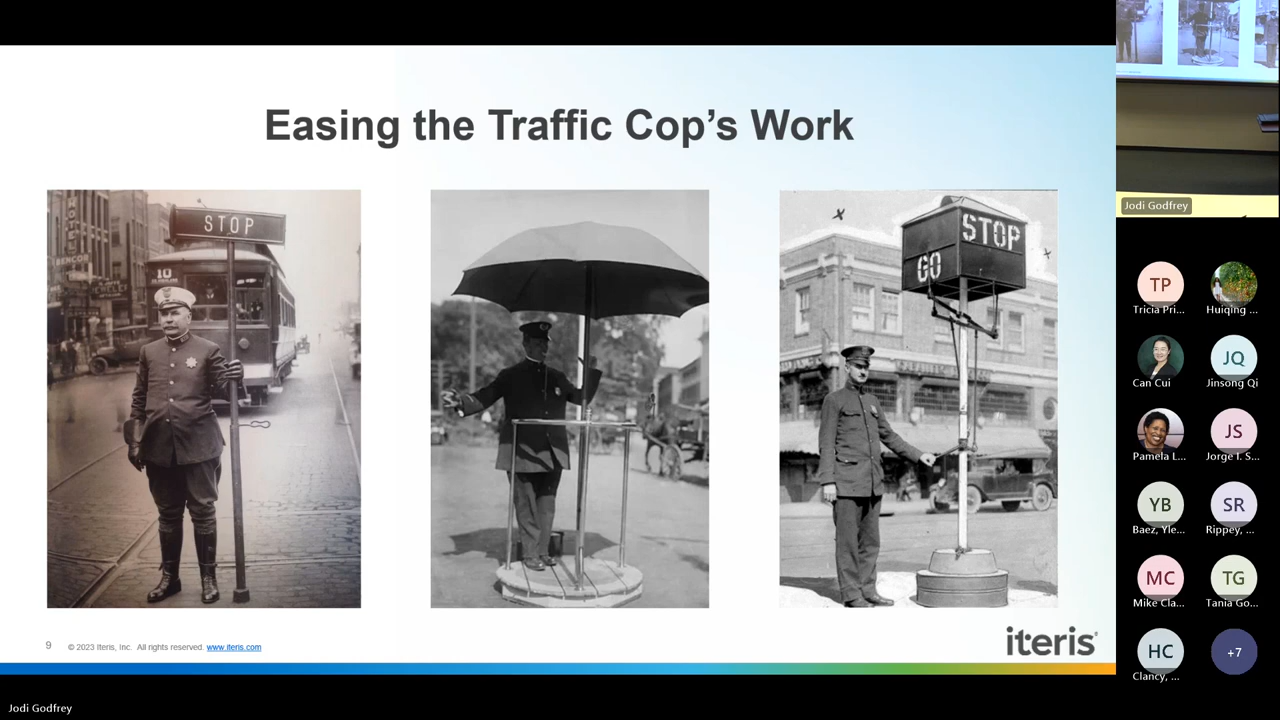 Easing the Traffic Cop's Work
STOP
10
STOP
GO
9 © 2023 Iteris, Inc. All rights reserved. www.iteris.com
iteris
Jodi Godfrey
TP
Tricia Pri...
Huiqing ...
Can Cui
JQ
Jinsong Qi
Pamela L...
JS
Jorge I. S...
YB
Baez, Yle...
SR
Rippey, ...
MC
Mike Cla...
TG
Tania Go...
HC
Clancy, ...
+7
Jodi Godfrey